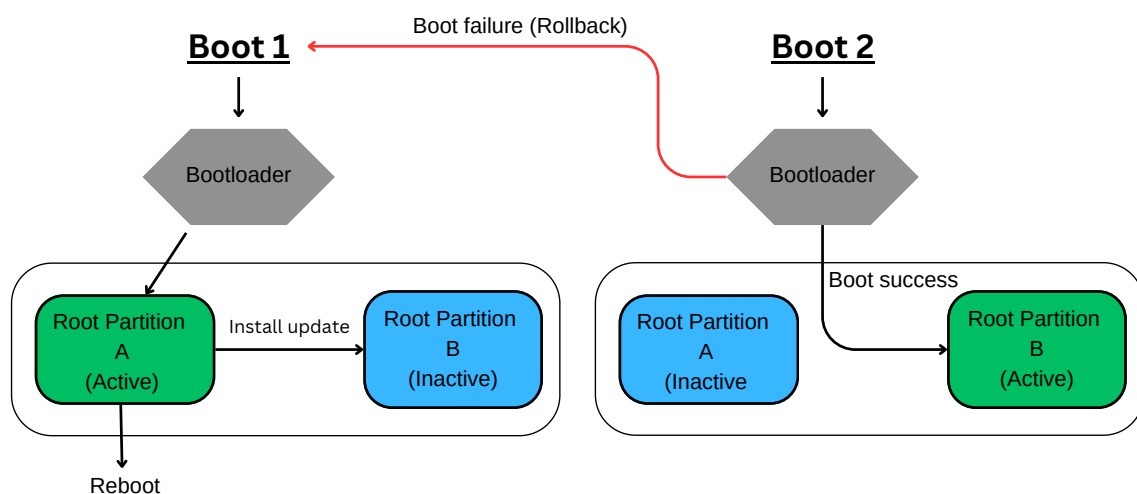 Boot failure (Rollback)
Boot 1
Boot 2
Bootloader
Bootloader
Boot success
Root Partition
A
(Active)
Install update
Root Partition
B
(Inactive)
Root Partition
A
(Inactive
Root Partition
B
(Active)
Reboot